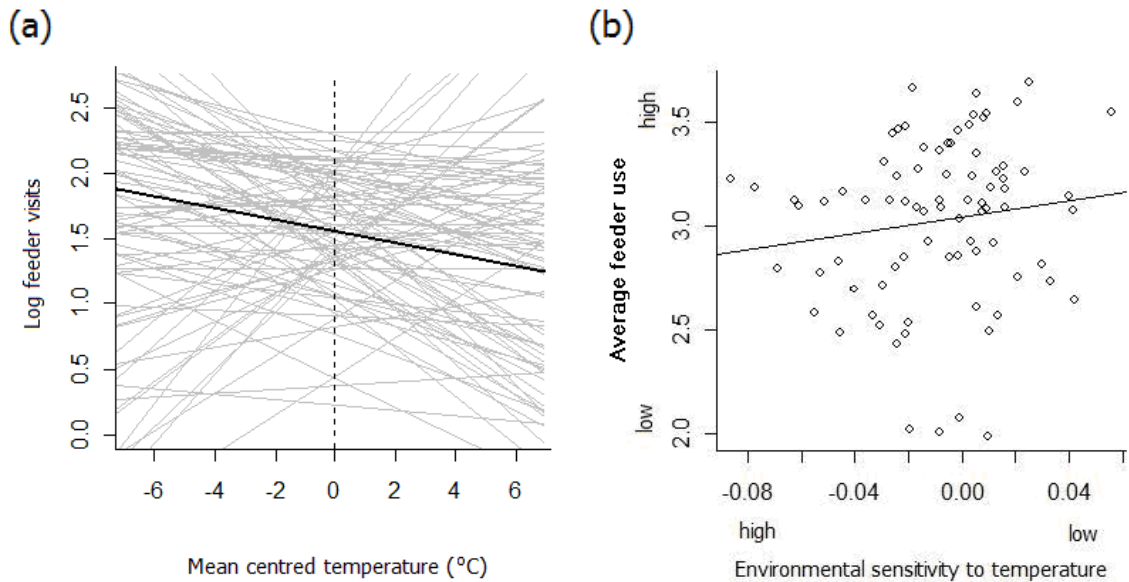 (a)
Log feeder visits
2.5
2.0
1.5
1.0
0.5
0.0
-6 -4 -2 0 2 4 6
Mean centred temperature (°C)
(b)
Average feeder use
high
low
3.5
3.0
2.5
2.0
-0.08 -0.04 0.00 0.04
high low
Environmental sensitivity to temperature